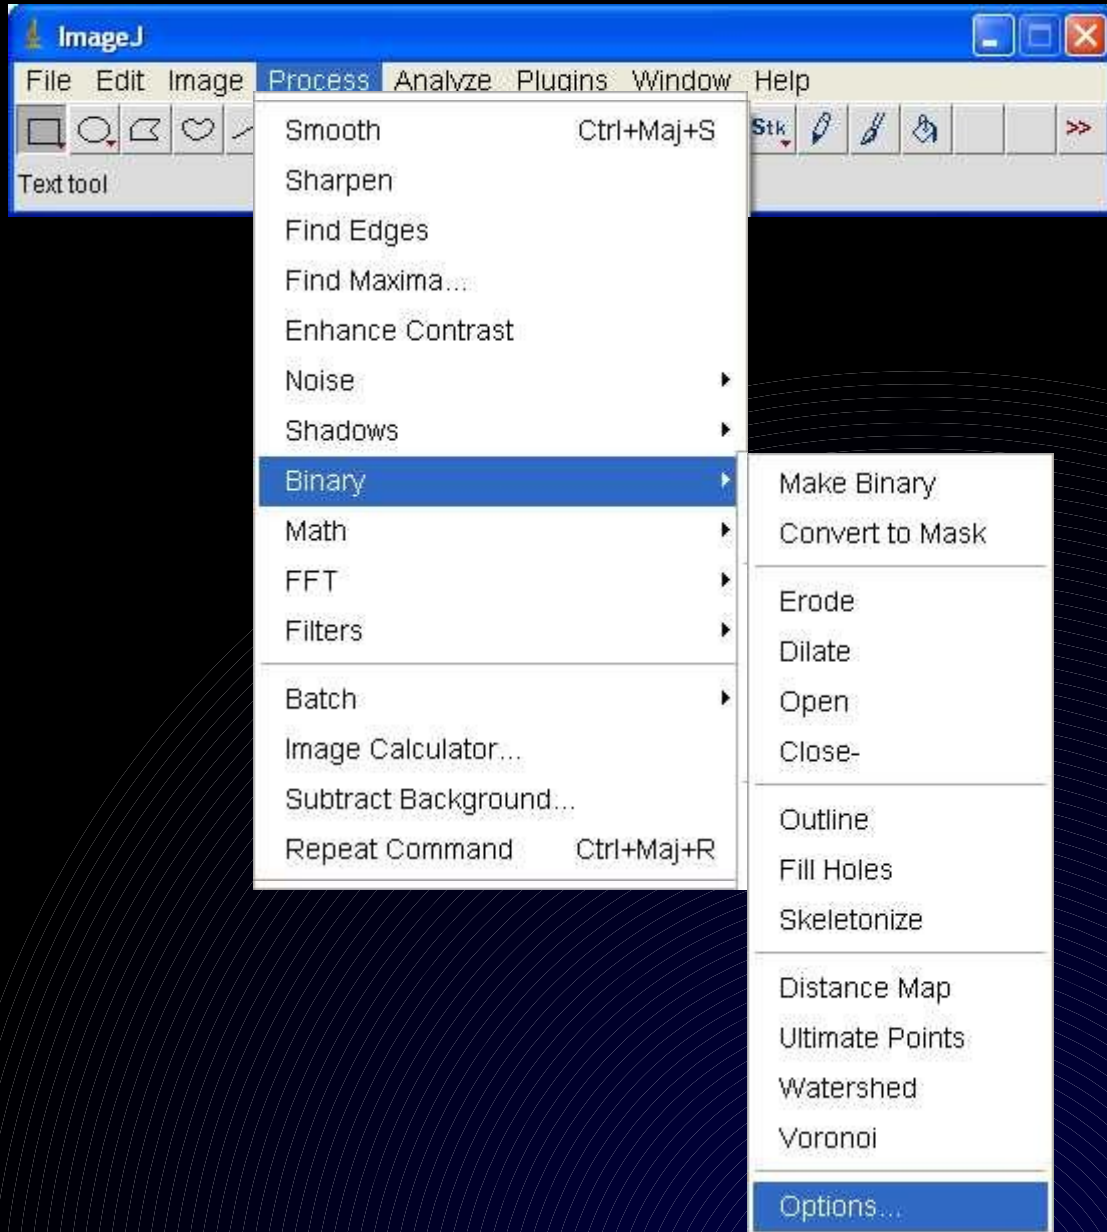 ImageJ
File Edit Image Process Analyze Plugins Window Help
Stk >>
Text tool
Smooth Ctrl+Maj+S
Sharpen
Find Edges
Find Maxima...
Enhance Contrast
Noise
Shadows
Binary
Math
FFT
Filters
Batch
Image Calculator...
Subtract Background...
Repeat Command Ctrl+Maj+R
Make Binary
Convert to Mask
Erode
Dilate
Open
Close-
Outline
Fill Holes
Skeletonize
Distance Map
Ultimate Points
Watershed
Voronoi
Options...